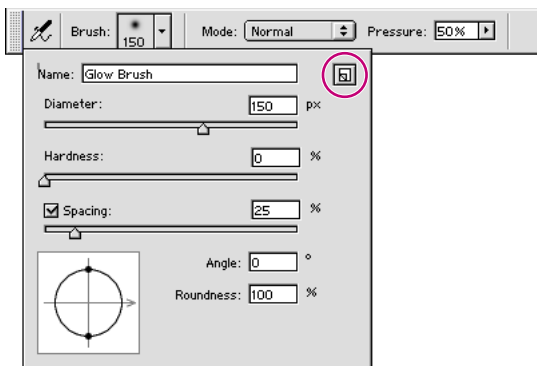 Brush: 150 Mode: Normal Pressure: 50%
Name: Glow Brush
Diameter: 150 px
Hardness: 0 %
Spacing: 25 %
Angle: 0 °
Roundness: 100 %